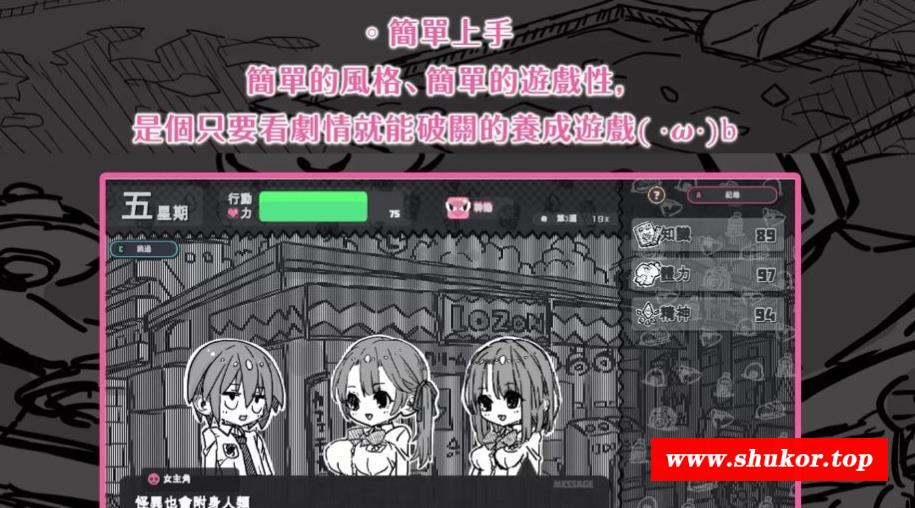 ◦簡單上手
簡單的風格、簡單的遊戲性,
是個只要看劇情就能破關的養成遊戲( ·ω·)b
五 星期
行動
力
75
? 紀錄
知識 89
體力 97
精神 94
跳過
LOZON
女主角
MESSAGE
怪異也會附身人類
www.shukor.top